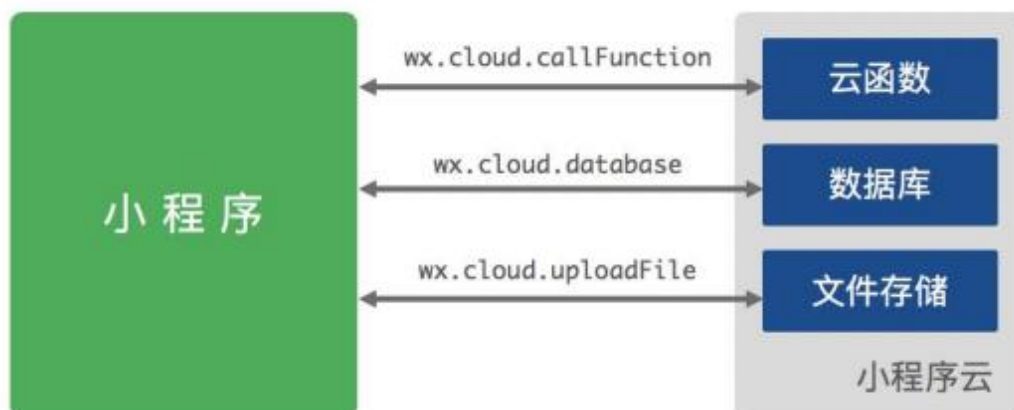 小程序
wx.cloud.callFunction
云函数
wx.cloud.database
数据库
wx.cloud.uploadFile
文件存储
小程序云